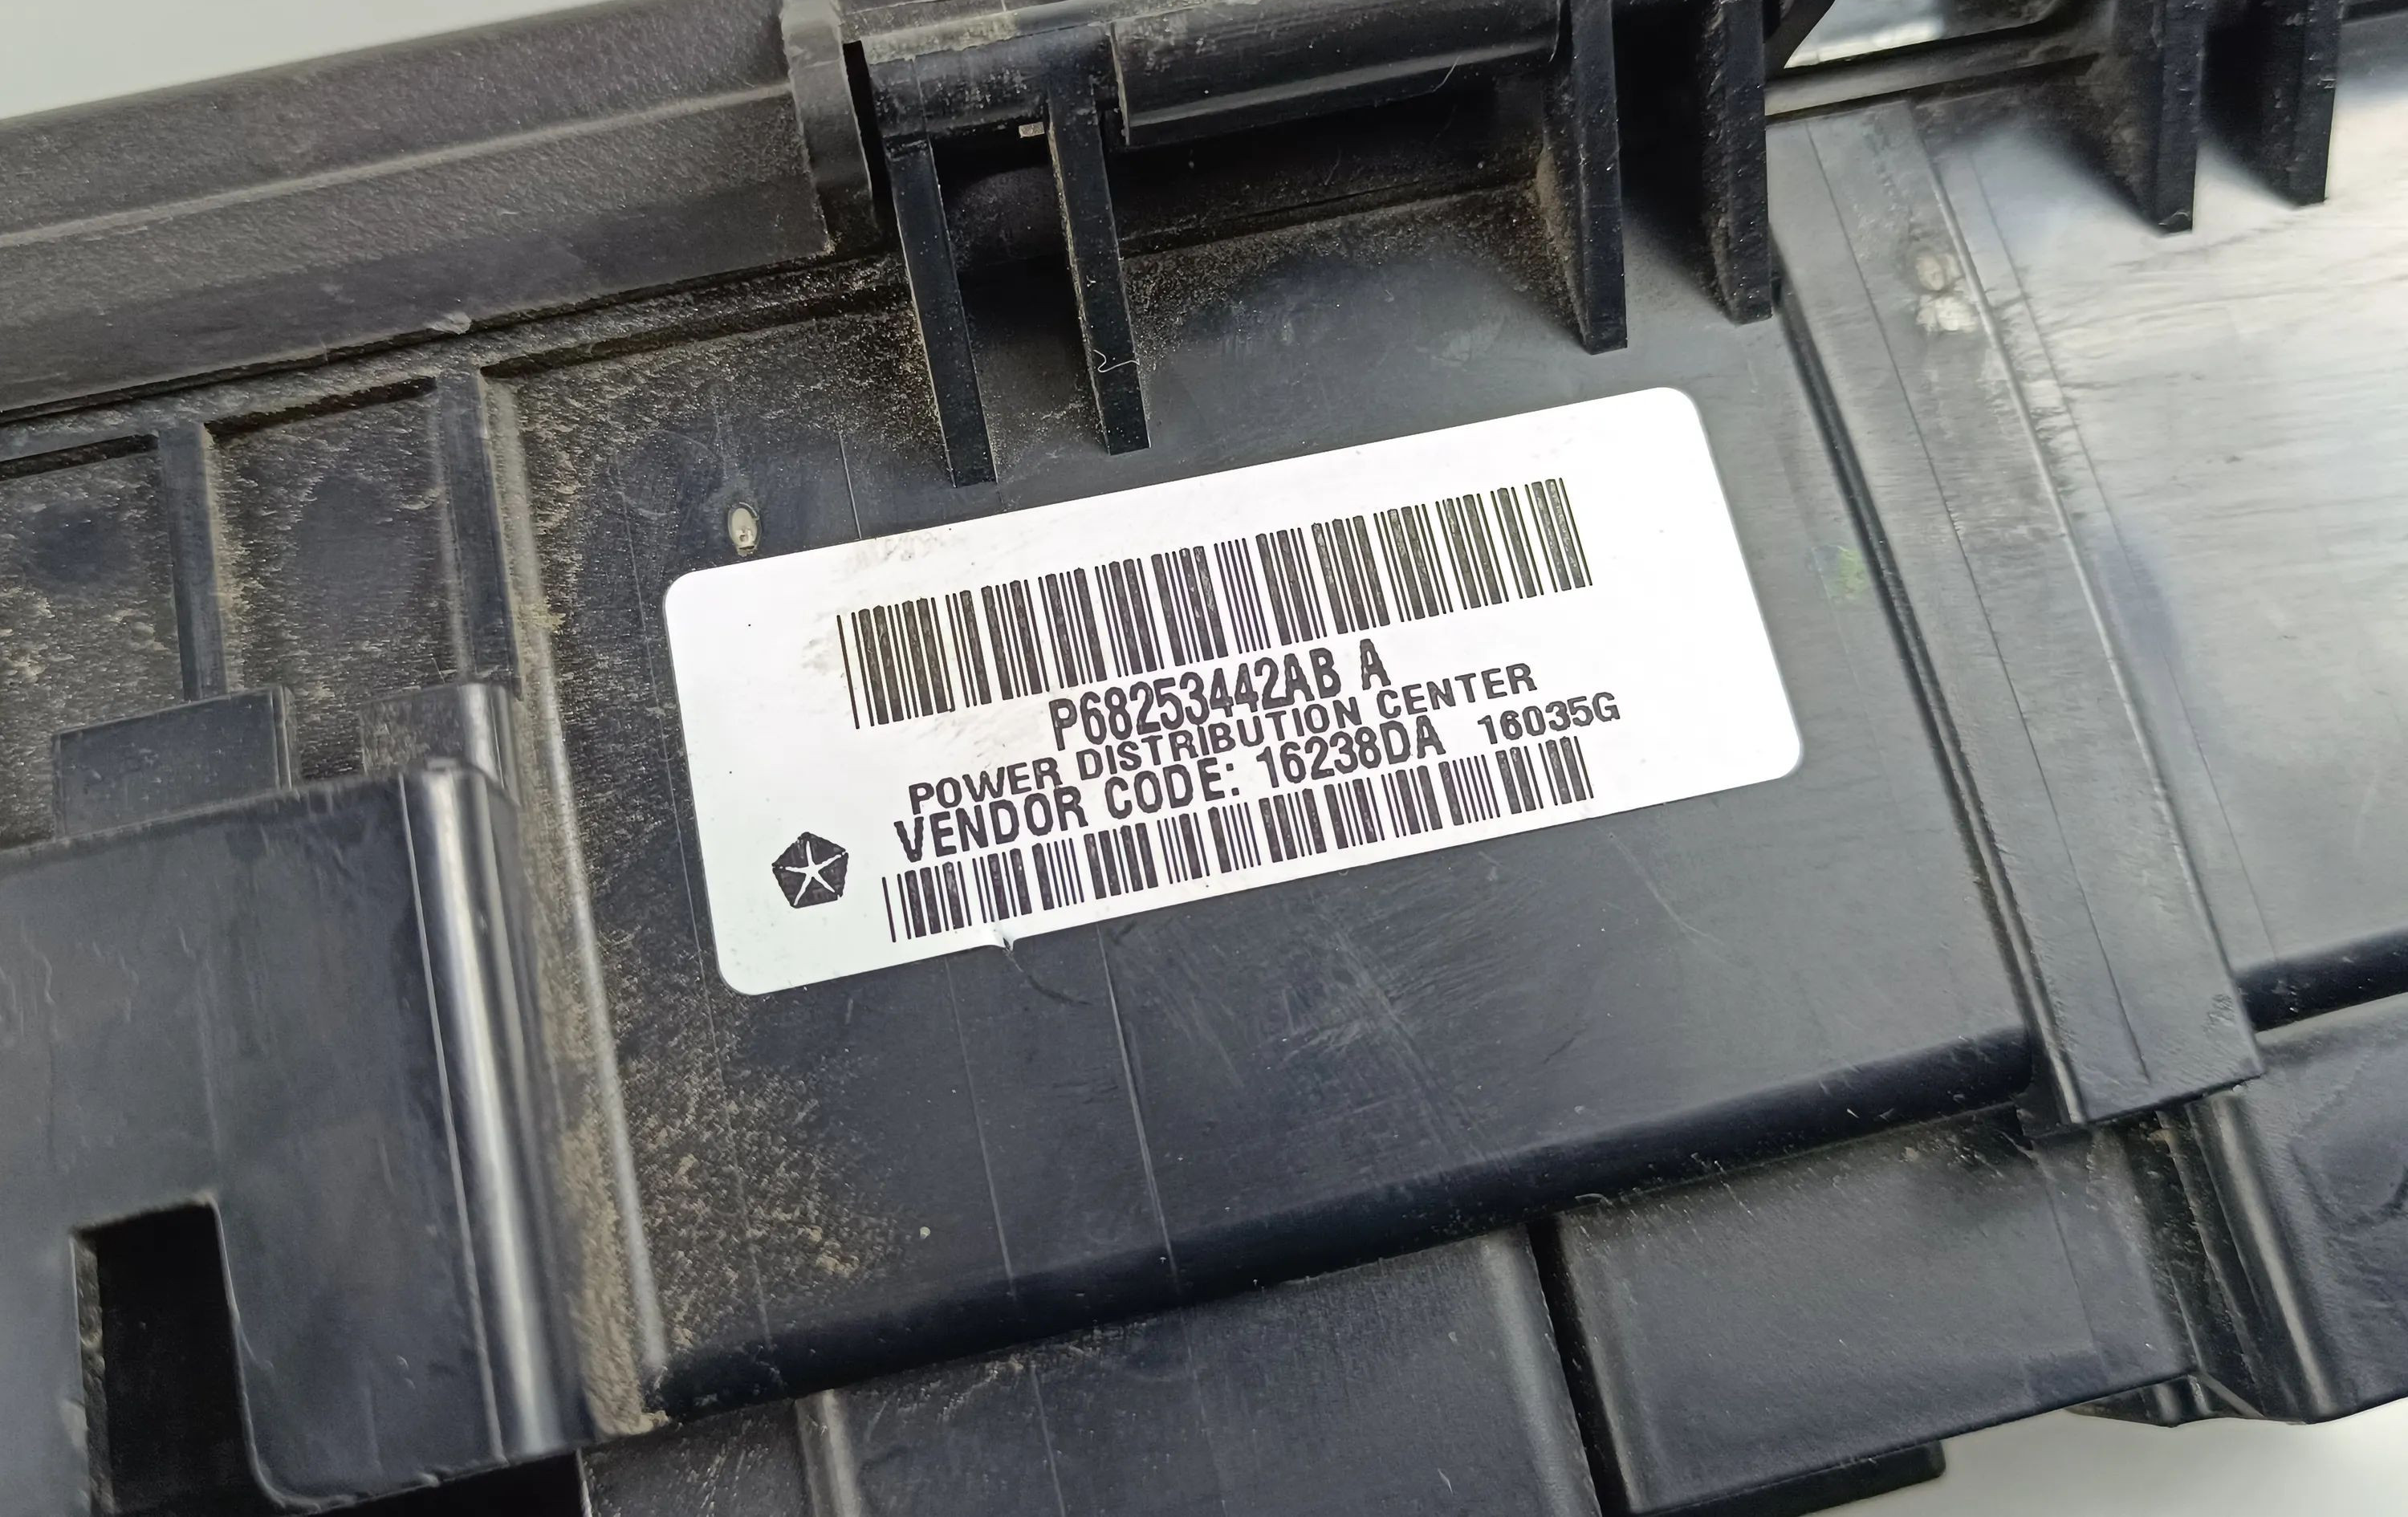 P68253442AB A
POWER DISTRIBUTION CENTER
VENDOR CODE: 16238DA 16035G